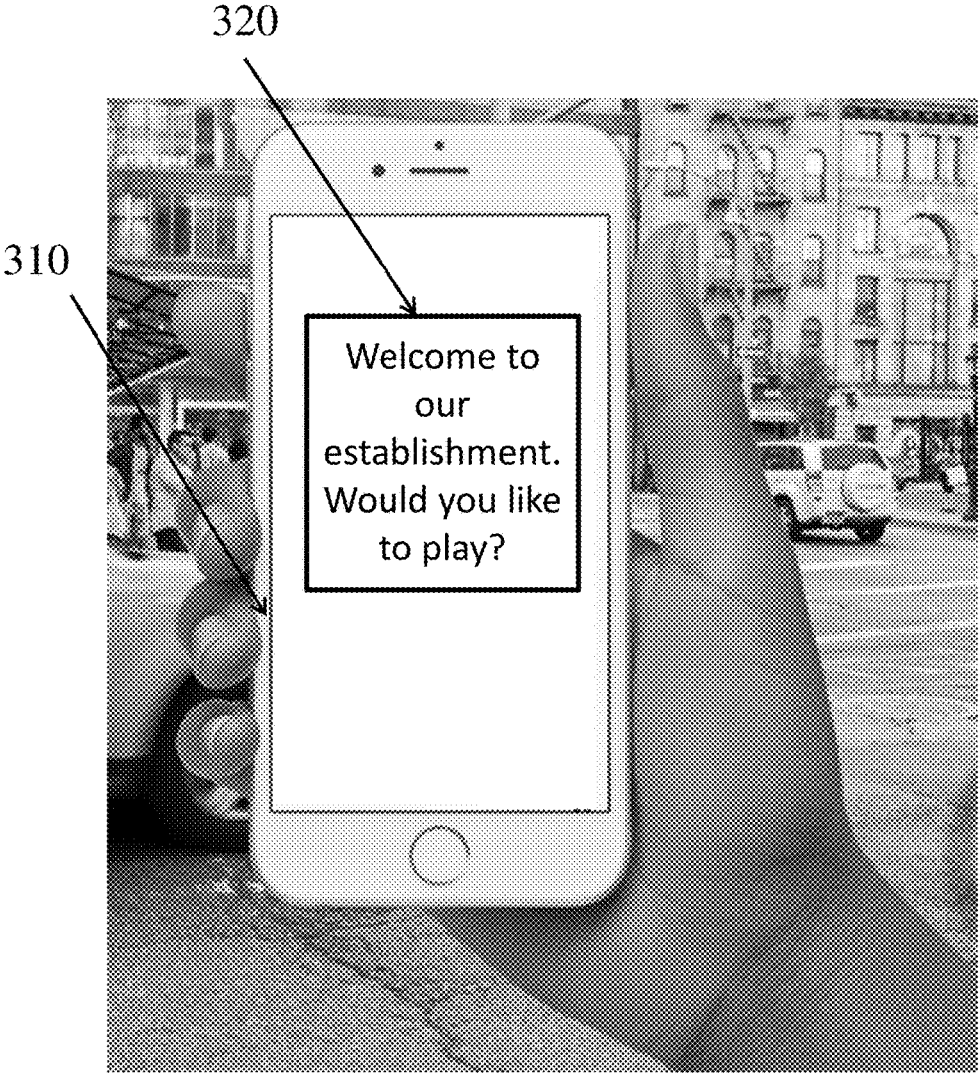 320
310
Welcome to
our
establishment.
Would you like
to play?